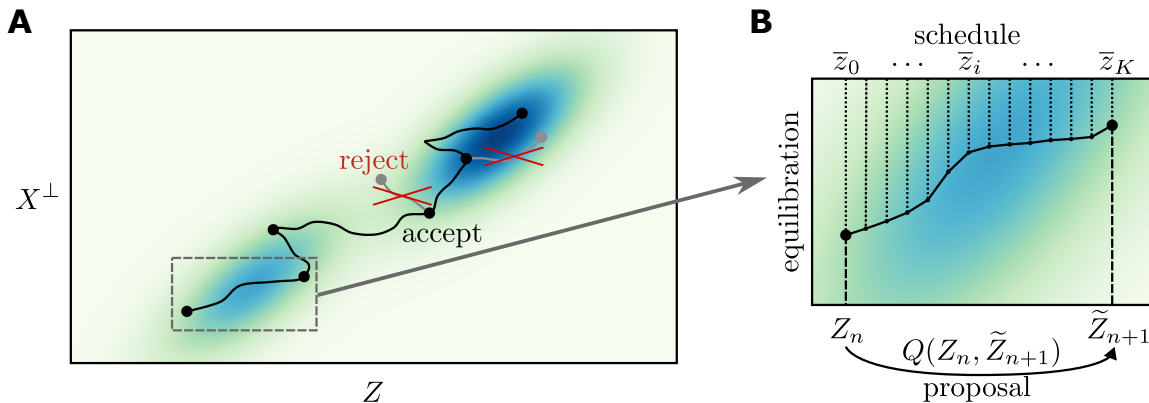 A
X⊥
reject
accept
Z
B
schedule
z̅₀ ··· z̅ᵢ ··· z̅_K
equilibration
Zₙ Z̃ₙ₊₁
Q(Zₙ, Z̃ₙ₊₁)
proposal